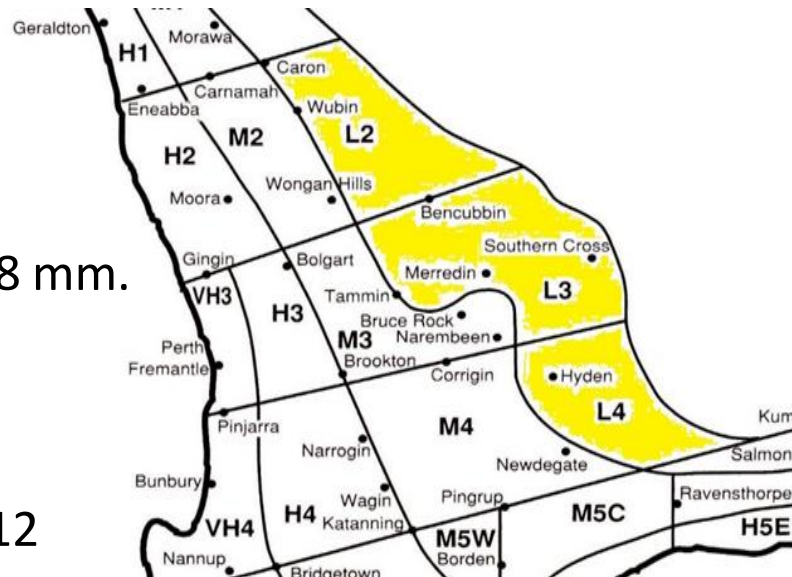 Geraldton
Morawa
H1
Caron
Carnamah
Eneabba
Wubin
M2
L2
H2
Wongan Hills
Moora
Bencubbin
Southern Cross
Gingin
Bolgart
Merredin
8 mm.
VH3
Tammin
L3
H3
Bruce Rock
M3
Narembeen
Perth
Fremantle
Brookton
Corrigin
Hyden
L4
Pinjarra
M4
Kum
Narrogin
Salmon
Newdegate
Bunbury
Wagin
Pingrup
Ravensthorpe
H4
M5C
12
VH4
Katanning
M5W
H5E
Nannup
Borden
Bridgetown